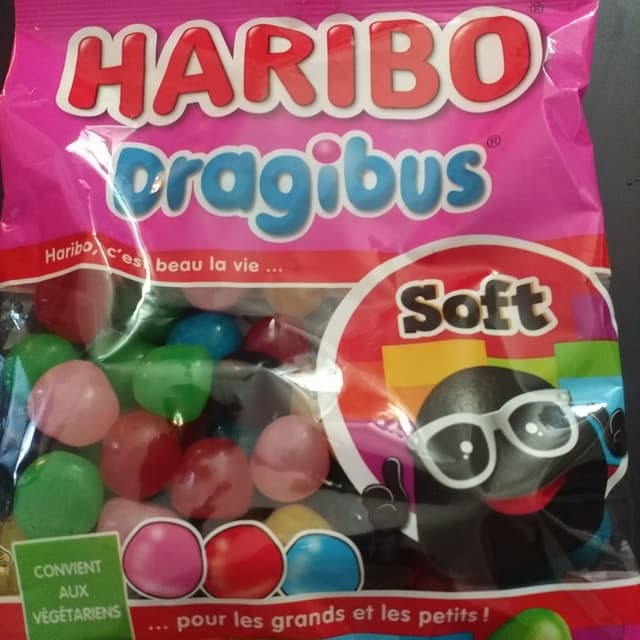 HARIBO®
Dragibus®
Haribo, c'est beau la vie ...
Soft
CONVIENT
AUX
VÉGÉTARIENS
... pour les grands et les petits !